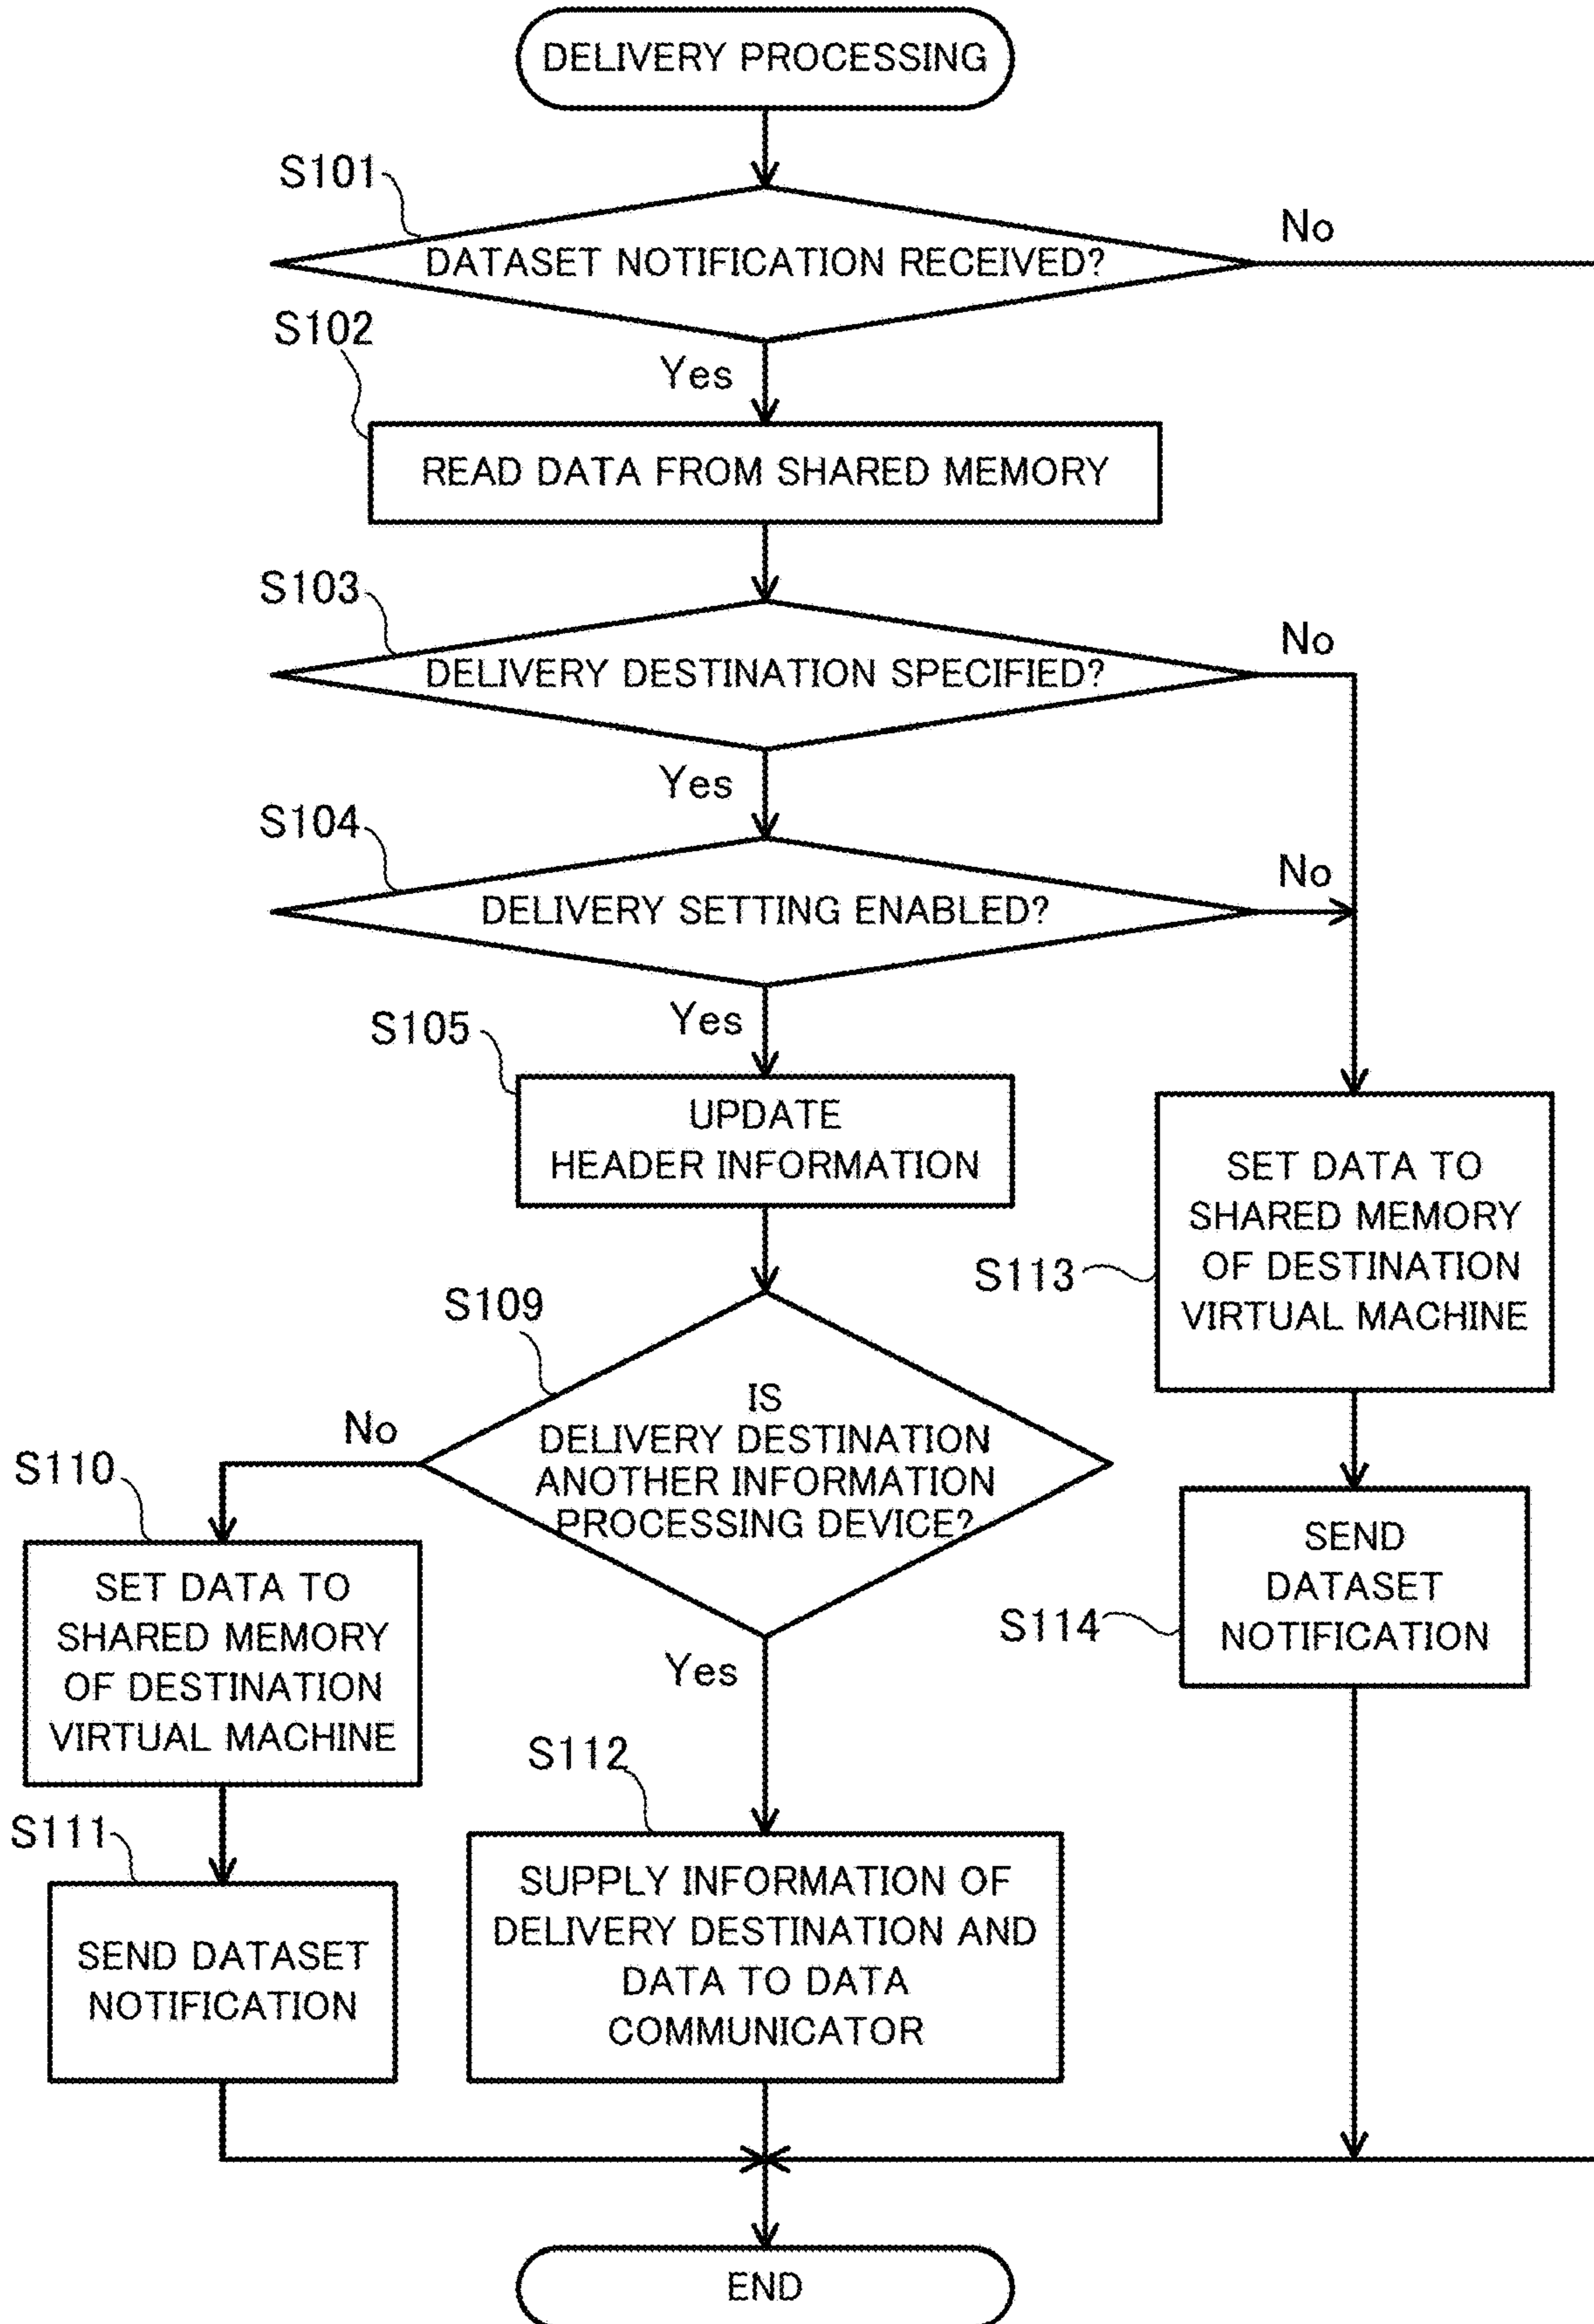 DELIVERY PROCESSING
S101
No
DATASET NOTIFICATION RECEIVED?
S102
Yes
READ DATA FROM SHARED MEMORY
S103
No
DELIVERY DESTINATION SPECIFIED?
Yes
S104
No
DELIVERY SETTING ENABLED?
Yes
S105
UPDATE
HEADER INFORMATION
S113
SET DATA TO
SHARED MEMORY
OF DESTINATION
VIRTUAL MACHINE
S109
IS
DELIVERY DESTINATION
ANOTHER INFORMATION
PROCESSING DEVICE?
No
S110
SET DATA TO
SHARED MEMORY
OF DESTINATION
VIRTUAL MACHINE
S114
SEND
DATASET
NOTIFICATION
Yes
S111
SEND DATASET
NOTIFICATION
S112
SUPPLY INFORMATION OF
DELIVERY DESTINATION AND
DATA TO DATA
COMMUNICATOR
END